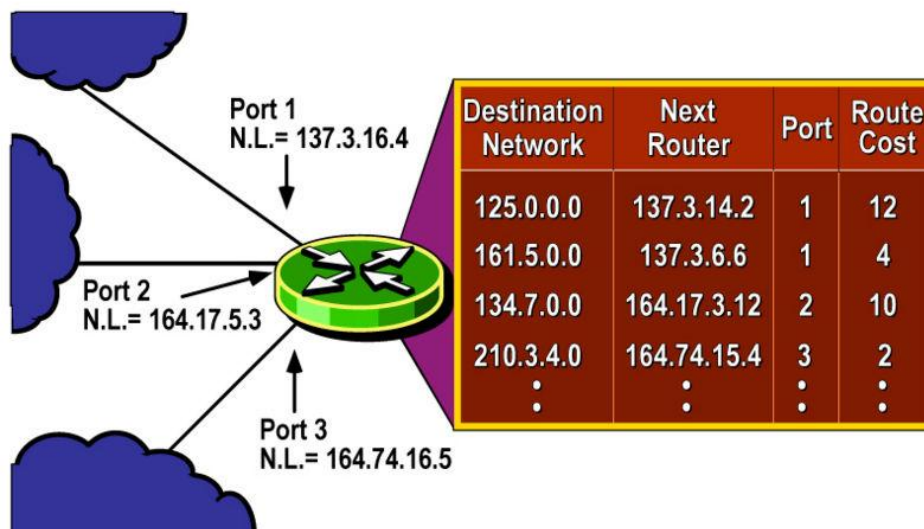 Port 1
N.L.= 137.3.16.4
Port 2
N.L.= 164.17.5.3
Port 3
N.L.= 164.74.16.5
Destination Network Next Router Port Route Cost
125.0.0.0 137.3.14.2 1 12
161.5.0.0 137.3.6.6 1 4
134.7.0.0 164.17.3.12 2 10
210.3.4.0 164.74.15.4 3 2